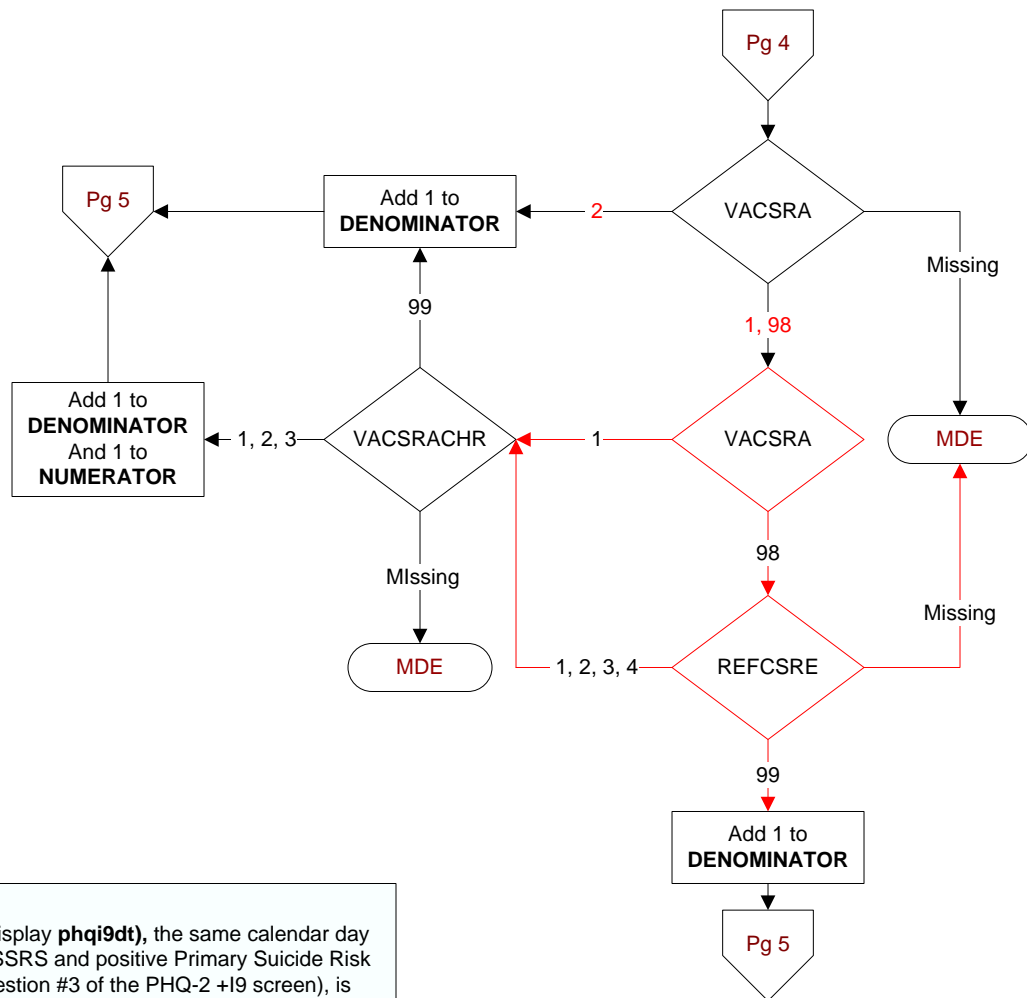 Pg 4
VACSRA
2
Add 1 to
DENOMINATOR
Pg 5
Missing
1, 98
99
VACSRA
1
VACSRACHR
1, 2, 3
Add 1 to
DENOMINATOR
And 1 to
NUMERATOR
MDE
98
MIssing
MDE
REFCSRE
1, 2, 3, 4
Missing
99
Add 1 to
DENOMINATOR
Pg 5
isplay phqi9dt), the same calendar day
SSRS and positive Primary Suicide Risk
estion #3 of the PHQ-2 +I9 screen), is